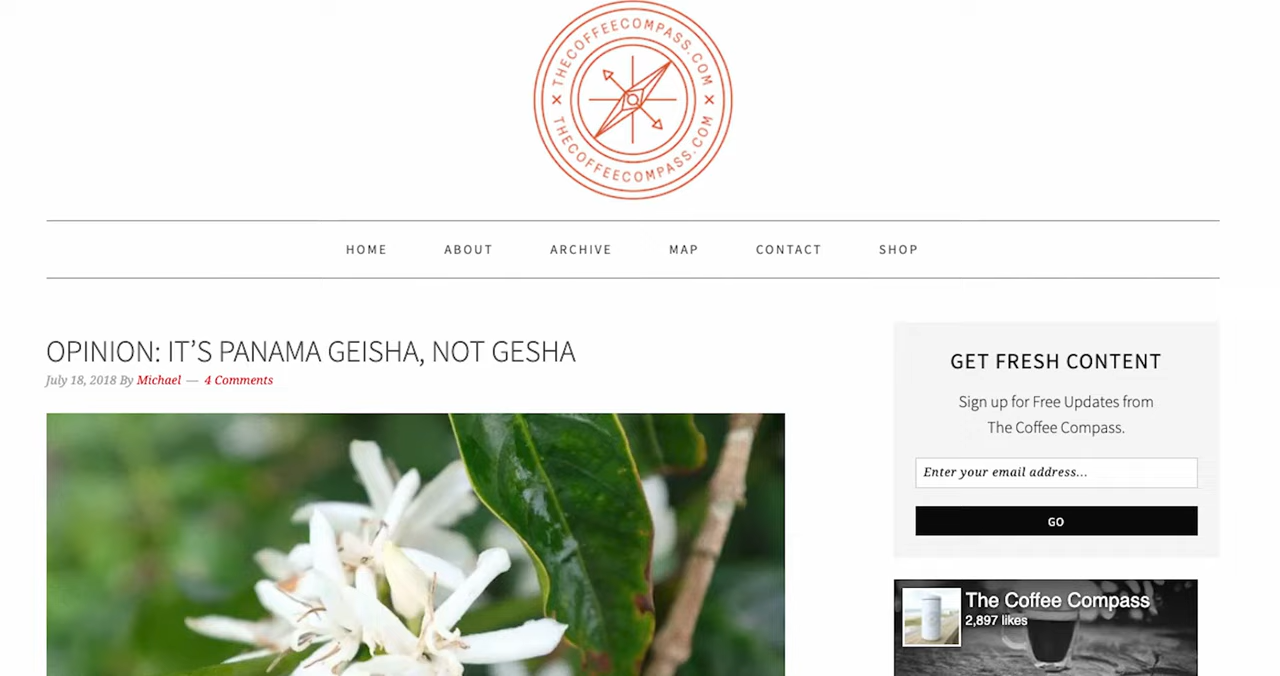 THECOFFEECOMPASS.COM
THECOFFEECOMPASS.COM
HOME ABOUT ARCHIVE MAP CONTACT SHOP
OPINION: IT’S PANAMA GEISHA, NOT GESHA
July 18, 2018 By Michael — 4 Comments
GET FRESH CONTENT
Sign up for Free Updates from
The Coffee Compass.
Enter your email address...
GO
The Coffee Compass
2,897 likes